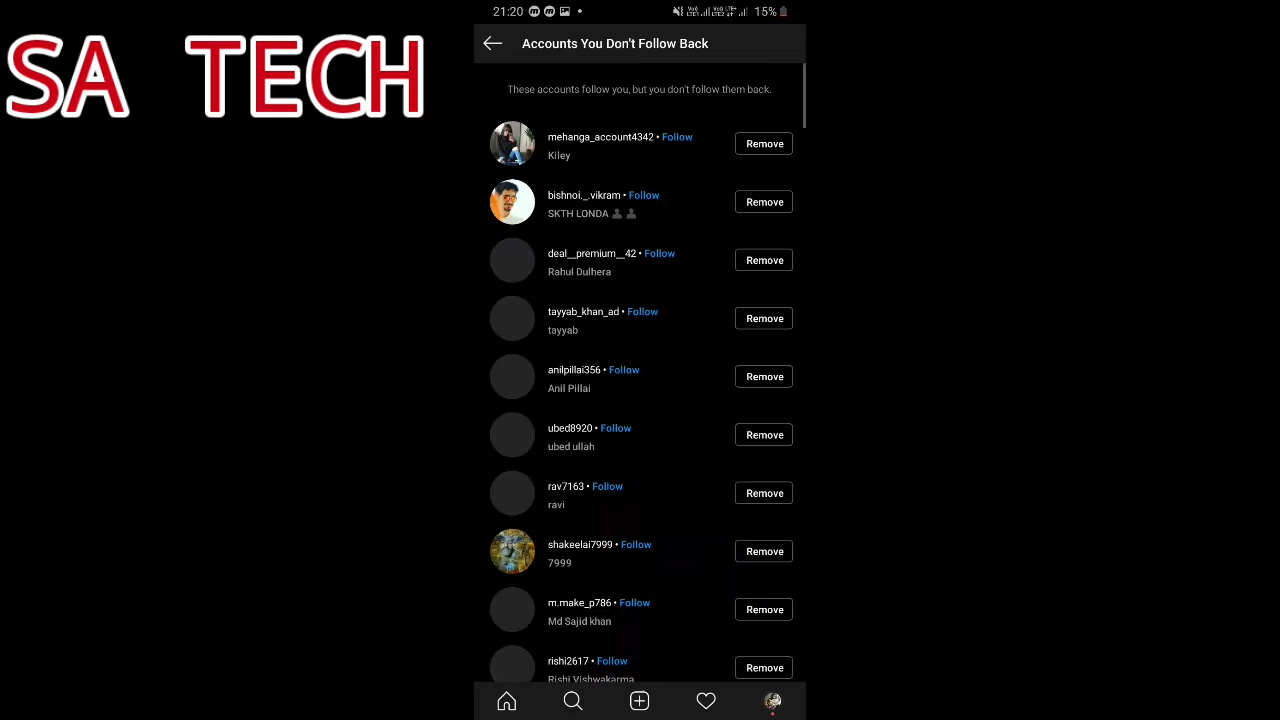 SA TECH
21:20
15%
Accounts You Don't Follow Back
These accounts follow you, but you don't follow them back.
mehanga_account4342 • Follow
Kiley
Remove
bishnoi._.vikram • Follow
SKTH LONDA
Remove
deal__premium__42 • Follow
Rahul Dulhera
Remove
tayyab_khan_ad • Follow
tayyab
Remove
anilpillai356 • Follow
Anil Pillai
Remove
ubed8920 • Follow
ubed ullah
Remove
rav7163 • Follow
ravi
Remove
shakeelai7999 • Follow
7999
Remove
m.make_p786 • Follow
Md Sajid khan
Remove
rishi2617 • Follow
Rishi Vishwakarma
Remove